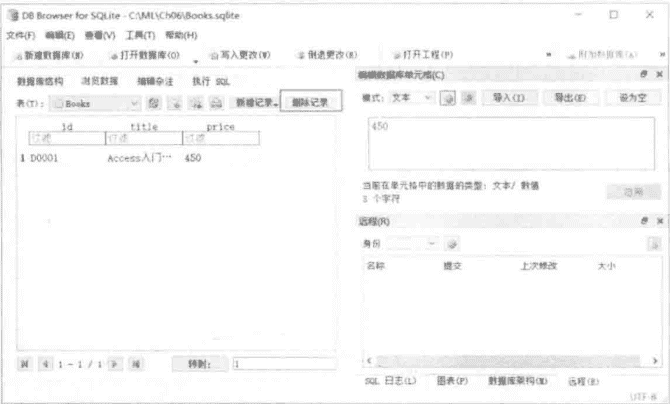 DB Browser for SQLite - C:\ML\Ch06\Books.sqlite
文件(F) 编辑(E) 查看(V) 工具(T) 帮助(H)
新建数据库(N) 打开数据库(O) 写入更改(W) 倒退更改(R) 打开工程(P) » 附加数据库(A) »
数据库结构 浏览数据 编辑杂注 执行 SQL
表(T): Books 新增记录 删除记录
id title price
过滤 过滤 过滤
1 D0001 Access入门… 450
1 - 1 / 1 转到: 1
编辑数据库单元格(C)
模式: 文本 导入(I) 导出(E) 设为空
450
当前在单元格中的数据的类型: 文本/ 数值
3 个字符
应用
远程(R)
身份
名称 提交 上次修改 大小
SQL 日志(L) 图表(P) 数据库架构(M) 远程(R)
UTF-8